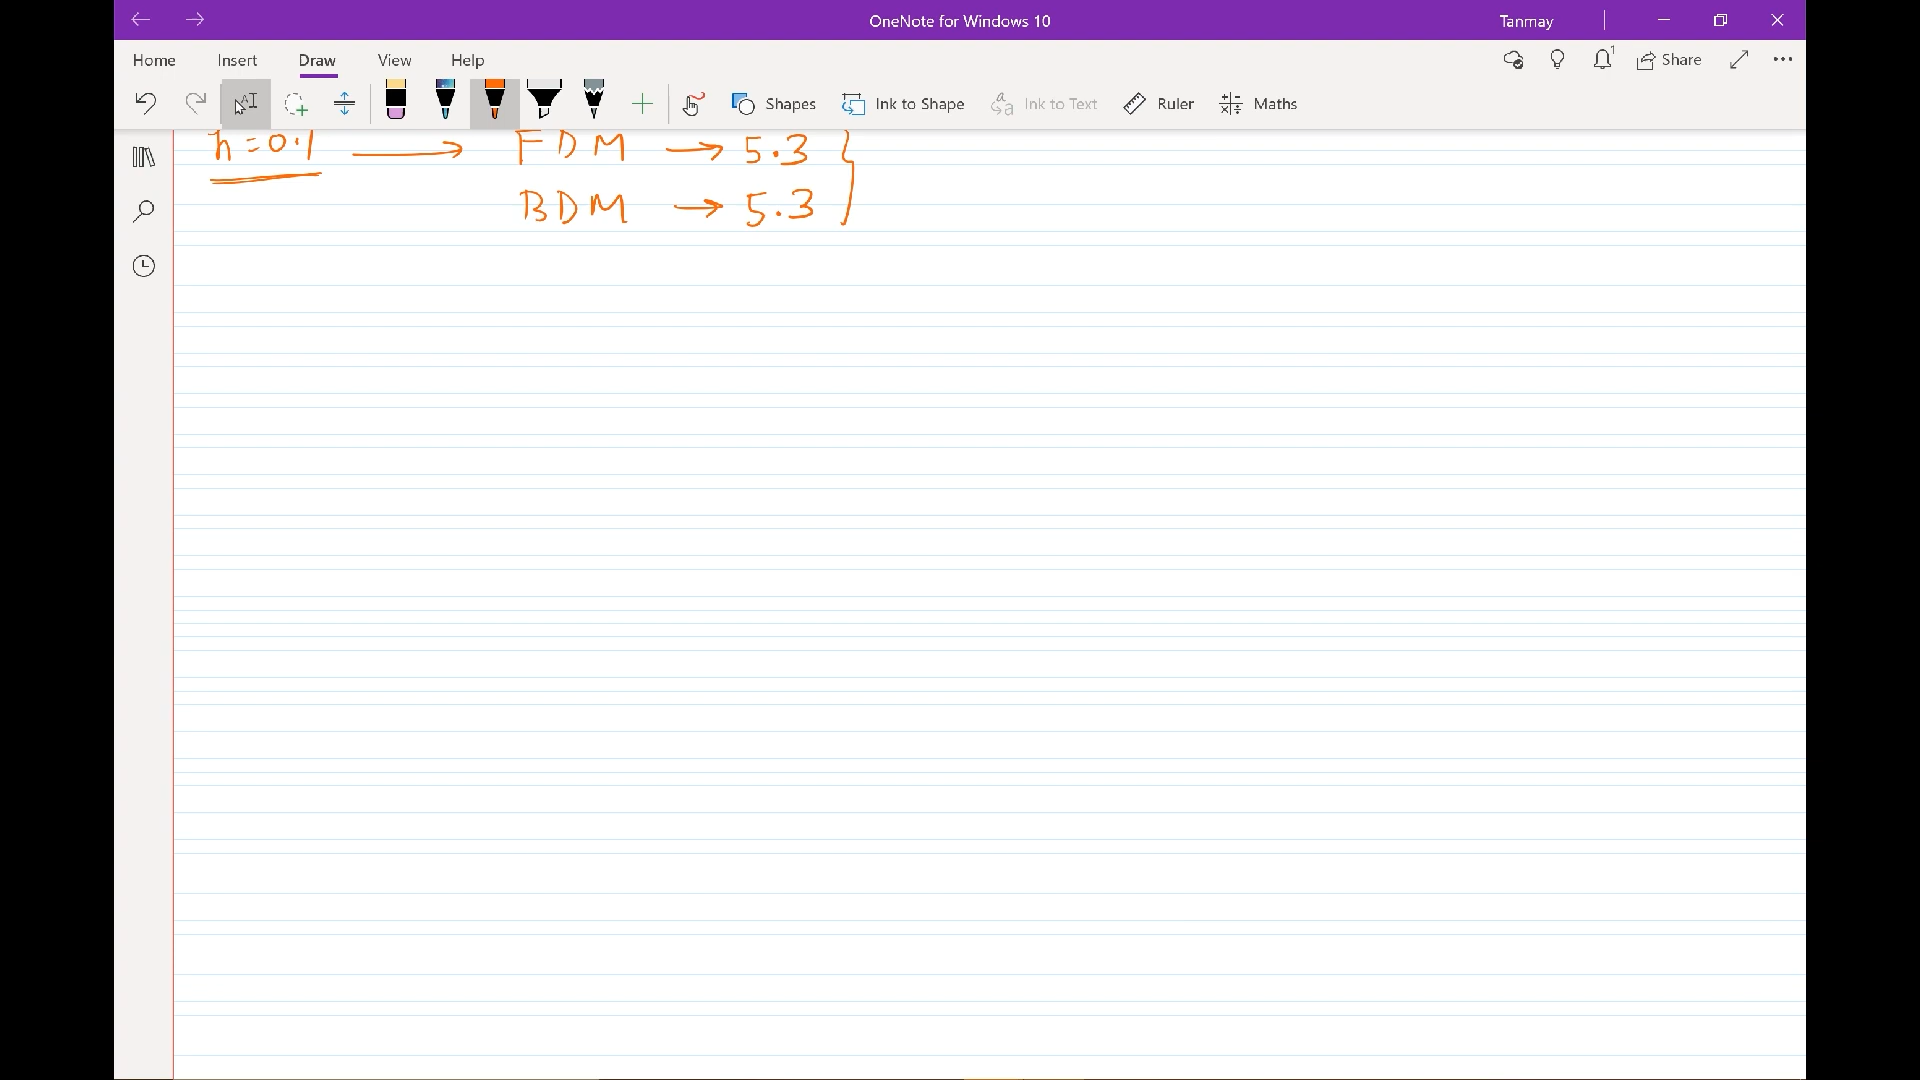 OneNote for Windows 10
Tanmay
Home Insert Draw View Help
1
Share
Shapes Ink to Shape Ink to Text Ruler Maths
h = 0.1 → FDM → 5.3 }
BDM → 5.3